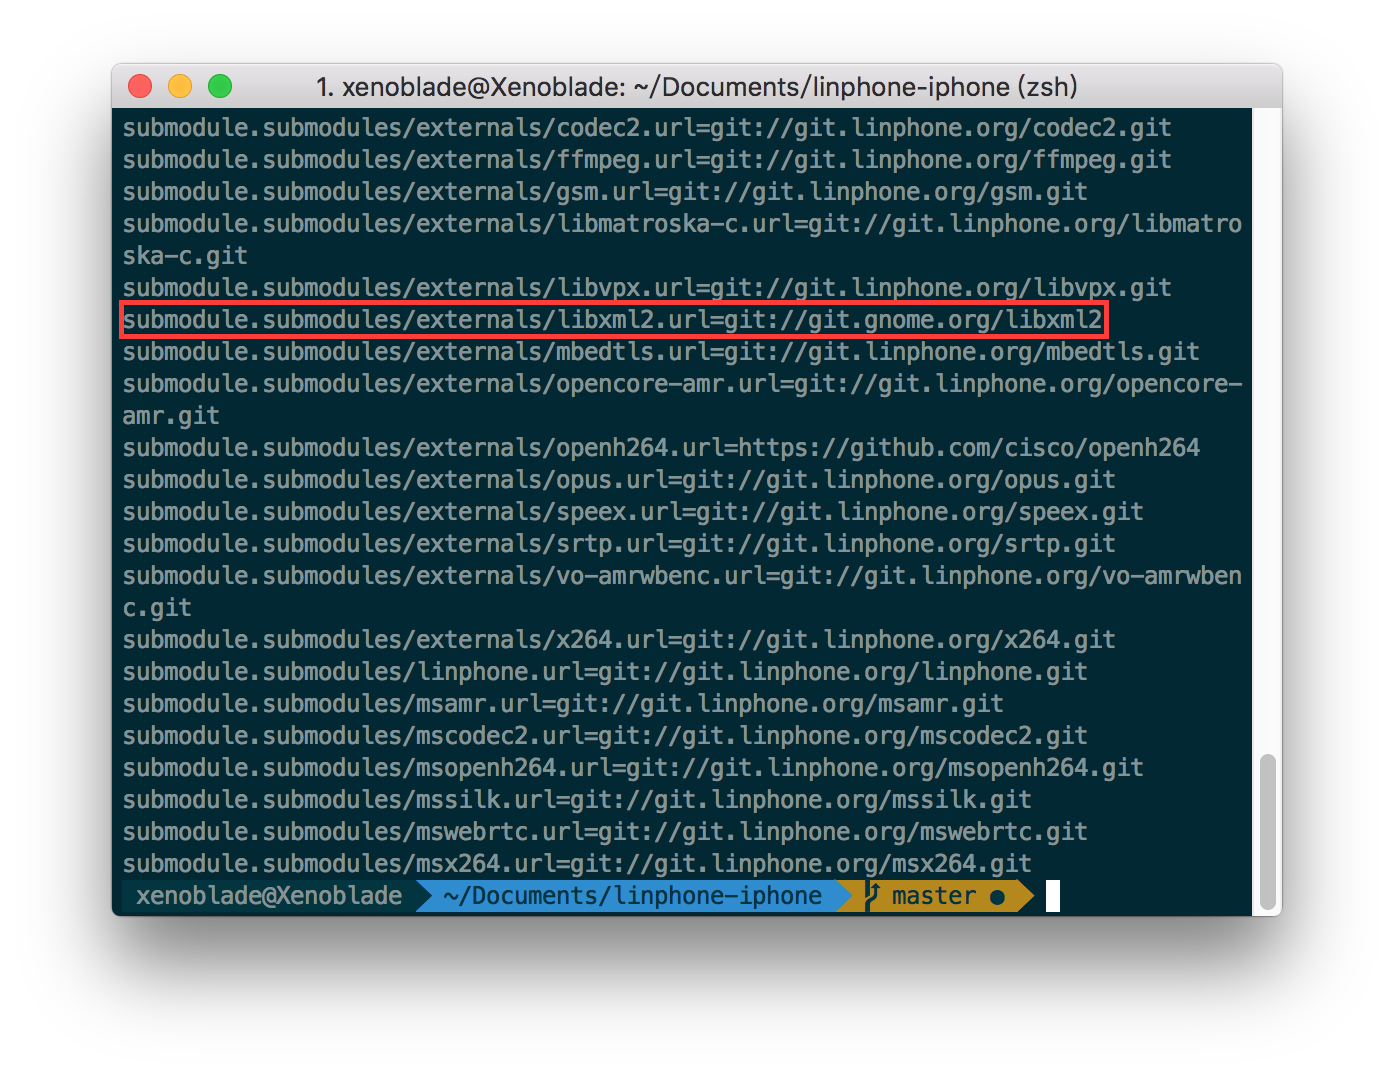 1. xenoblade@Xenoblade: ~/Documents/linphone-iphone (zsh)
submodule.submodules/externals/codec2.url=git://git.linphone.org/codec2.git
submodule.submodules/externals/ffmpeg.url=git://git.linphone.org/ffmpeg.git
submodule.submodules/externals/gsm.url=git://git.linphone.org/gsm.git
submodule.submodules/externals/libmatroska-c.url=git://git.linphone.org/libmatro
ska-c.git
submodule.submodules/externals/libvpx.url=git://git.linphone.org/libvpx.git
submodule.submodules/externals/libxml2.url=git://git.gnome.org/libxml2
submodule.submodules/externals/mbedtls.url=git://git.linphone.org/mbedtls.git
submodule.submodules/externals/opencore-amr.url=git://git.linphone.org/opencore-
amr.git
submodule.submodules/externals/openh264.url=https://github.com/cisco/openh264
submodule.submodules/externals/opus.url=git://git.linphone.org/opus.git
submodule.submodules/externals/speex.url=git://git.linphone.org/speex.git
submodule.submodules/externals/srtp.url=git://git.linphone.org/srtp.git
submodule.submodules/externals/vo-amrwbenc.url=git://git.linphone.org/vo-amrwben
c.git
submodule.submodules/externals/x264.url=git://git.linphone.org/x264.git
submodule.submodules/linphone.url=git://git.linphone.org/linphone.git
submodule.submodules/msamr.url=git://git.linphone.org/msamr.git
submodule.submodules/mscodec2.url=git://git.linphone.org/mscodec2.git
submodule.submodules/msopenh264.url=git://git.linphone.org/msopenh264.git
submodule.submodules/mssilk.url=git://git.linphone.org/mssilk.git
submodule.submodules/mswebrtc.url=git://git.linphone.org/mswebrtc.git
submodule.submodules/msx264.url=git://git.linphone.org/msx264.git
xenoblade@Xenoblade ~/Documents/linphone-iphone master ●